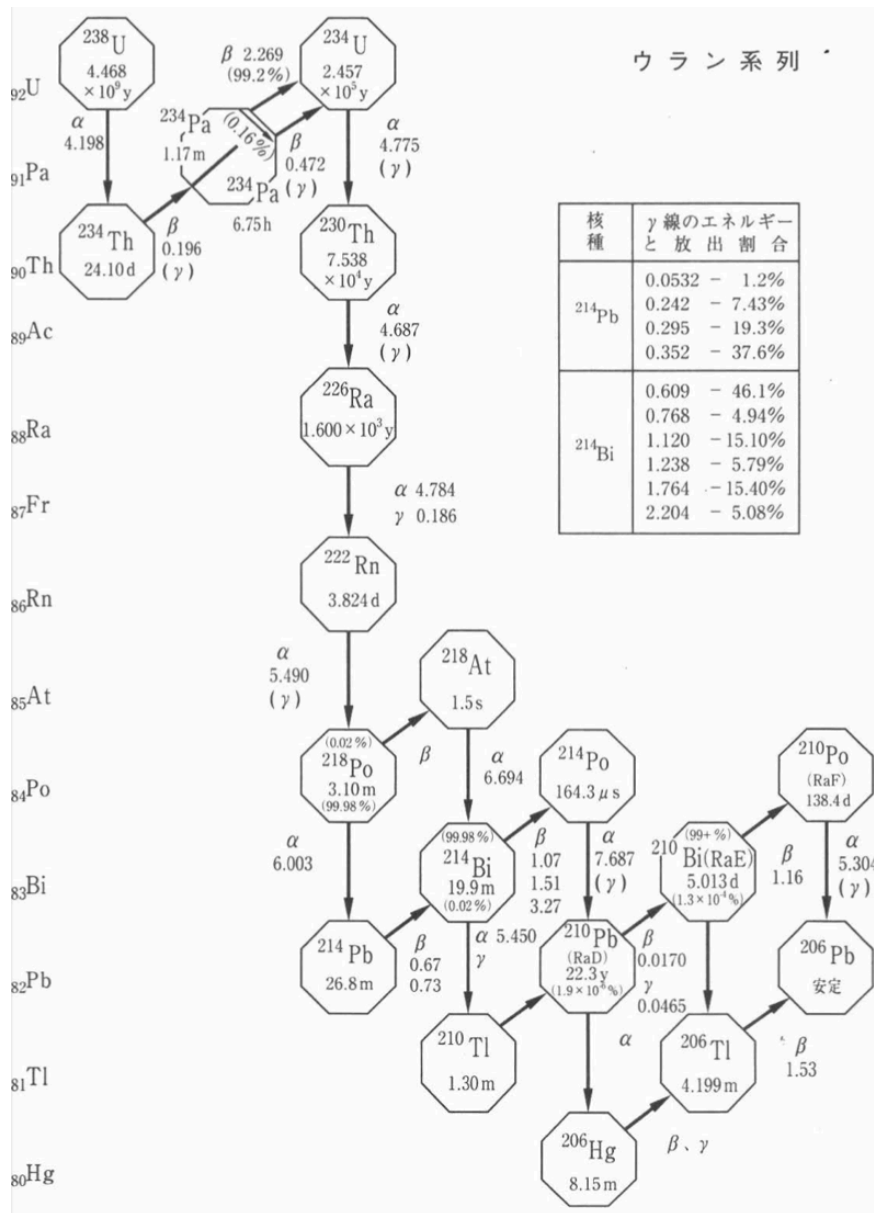 ウラン系列
₉₂U
₉₁Pa
₉₀Th
₈₉Ac
₈₈Ra
₈₇Fr
₈₆Rn
₈₅At
₈₄Po
₈₃Bi
₈₂Pb
₈₁Tl
₈₀Hg
²³⁸U
4.468
×10⁹y
α
4.198
²³⁴Th
24.10d
β
0.196
(γ)
²³⁴Pa
1.17m
(0.16%)
²³⁴Pa
6.75h
β 2.269
(99.2%)
β
0.472
(γ)
²³⁴U
2.457
×10⁵y
α
4.775
(γ)
²³⁰Th
7.538
×10⁴y
α
4.687
(γ)
²²⁶Ra
1.600×10³y
α 4.784
γ 0.186
²²²Rn
3.824d
α
5.490
(γ)
(0.02%)
²¹⁸Po
3.10m
(99.98%)
β
²¹⁸At
1.5s
α
6.694
α
6.003
²¹⁴Pb
26.8m
β
0.67
0.73
(99.98%)
²¹⁴Bi
19.9m
(0.02%)
β
1.07
1.51
3.27
α 5.450
γ
²¹⁴Po
164.3μs
α
7.687
(γ)
²¹⁰Tl
1.30m
²¹⁰Pb
(RaD)
22.3y
(1.9×10⁻⁶%)
β
0.0170
γ
0.0465
α
(99+%)
²¹⁰Bi(RaE)
5.013d
(1.3×10⁻⁴%)
β
1.16
²¹⁰Po
(RaF)
138.4d
α
5.304
(γ)
²⁰⁶Pb
安定
²⁰⁶Tl
4.199m
β
1.53
²⁰⁶Hg
8.15m
β、γ
核種
γ線のエネルギー
と放出割合
²¹⁴Pb
0.0532 − 1.2%
0.242 − 7.43%
0.295 − 19.3%
0.352 − 37.6%
²¹⁴Bi
0.609 − 46.1%
0.768 − 4.94%
1.120 −15.10%
1.238 − 5.79%
1.764 −15.40%
2.204 − 5.08%